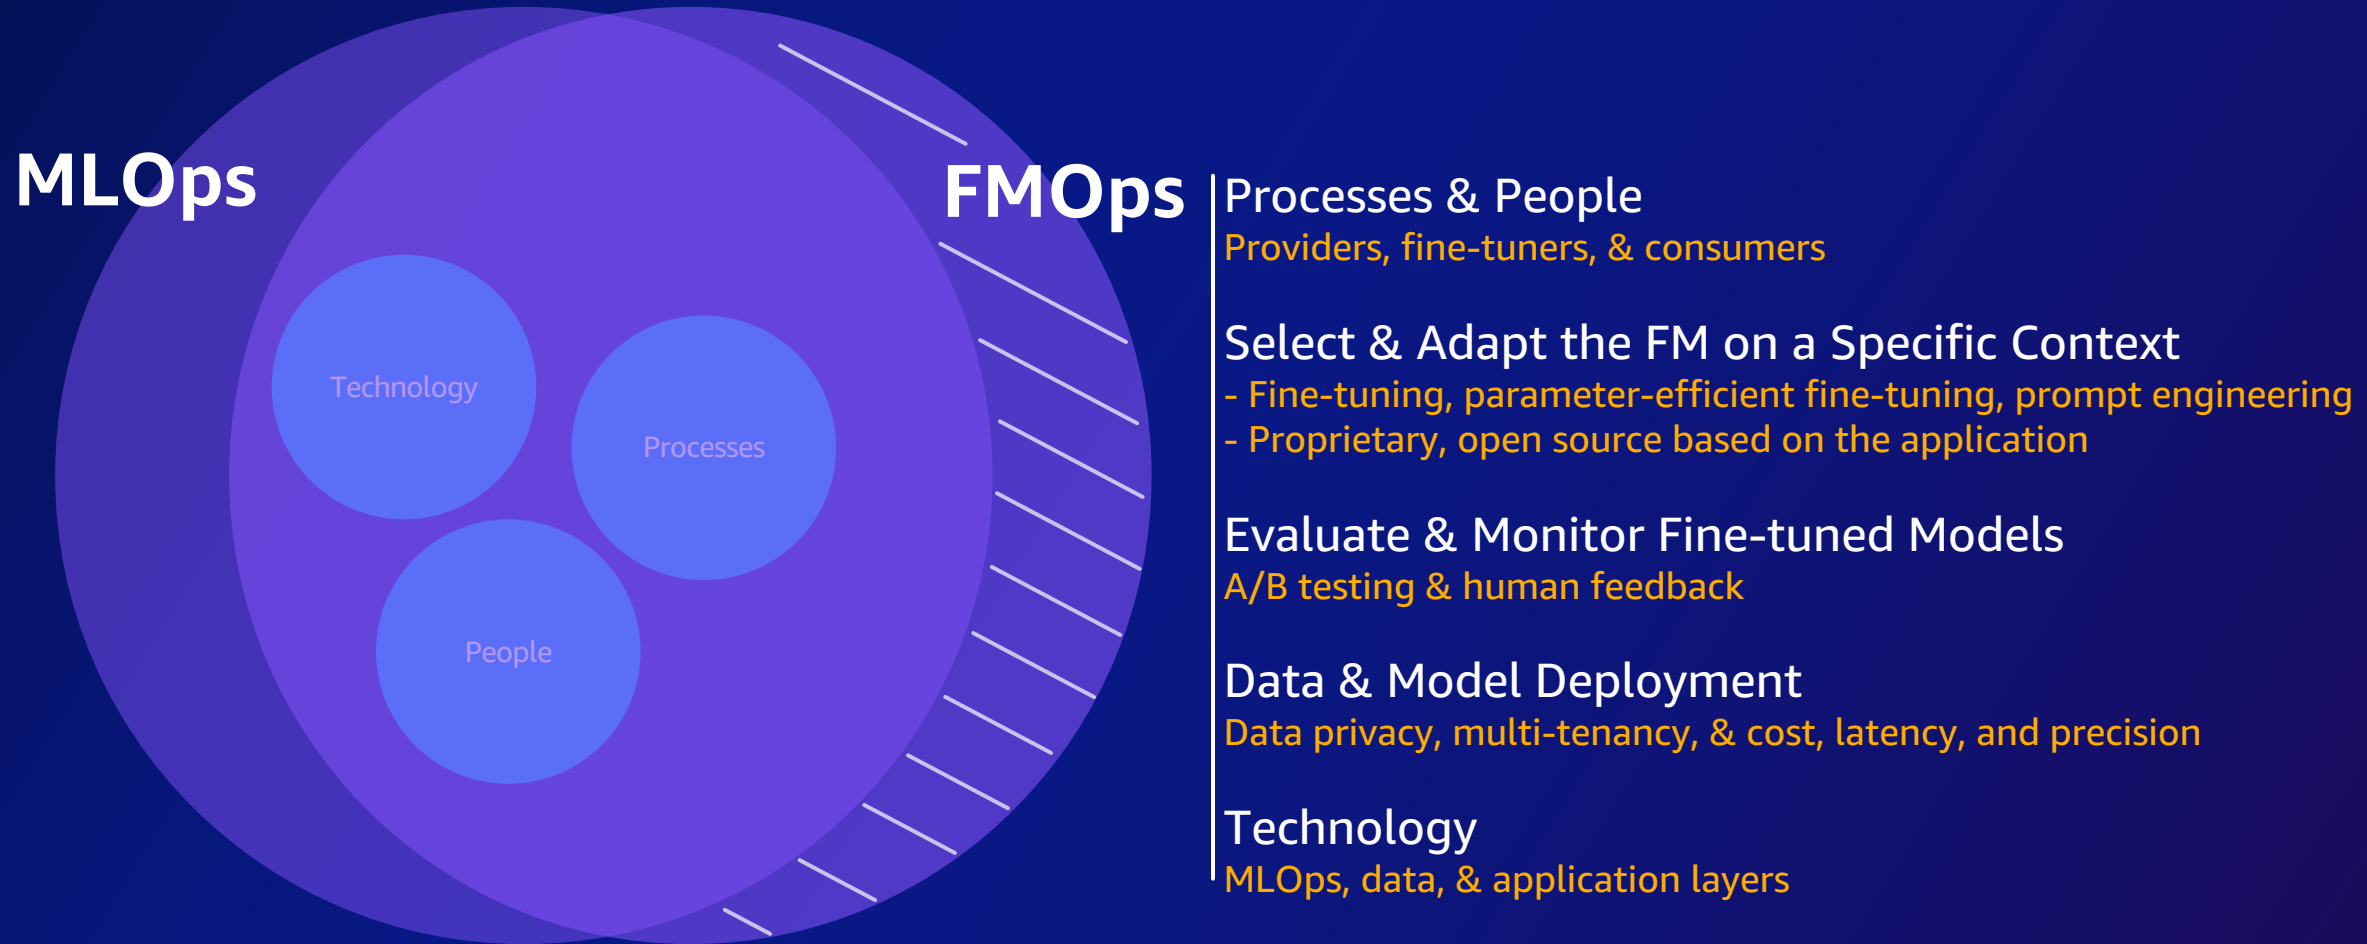 MLOps
FMOps
Technology
Processes
People
Processes & People
Providers, fine-tuners, & consumers
Select & Adapt the FM on a Specific Context
- Fine-tuning, parameter-efficient fine-tuning, prompt engineering
- Proprietary, open source based on the application
Evaluate & Monitor Fine-tuned Models
A/B testing & human feedback
Data & Model Deployment
Data privacy, multi-tenancy, & cost, latency, and precision
Technology
MLOps, data, & application layers